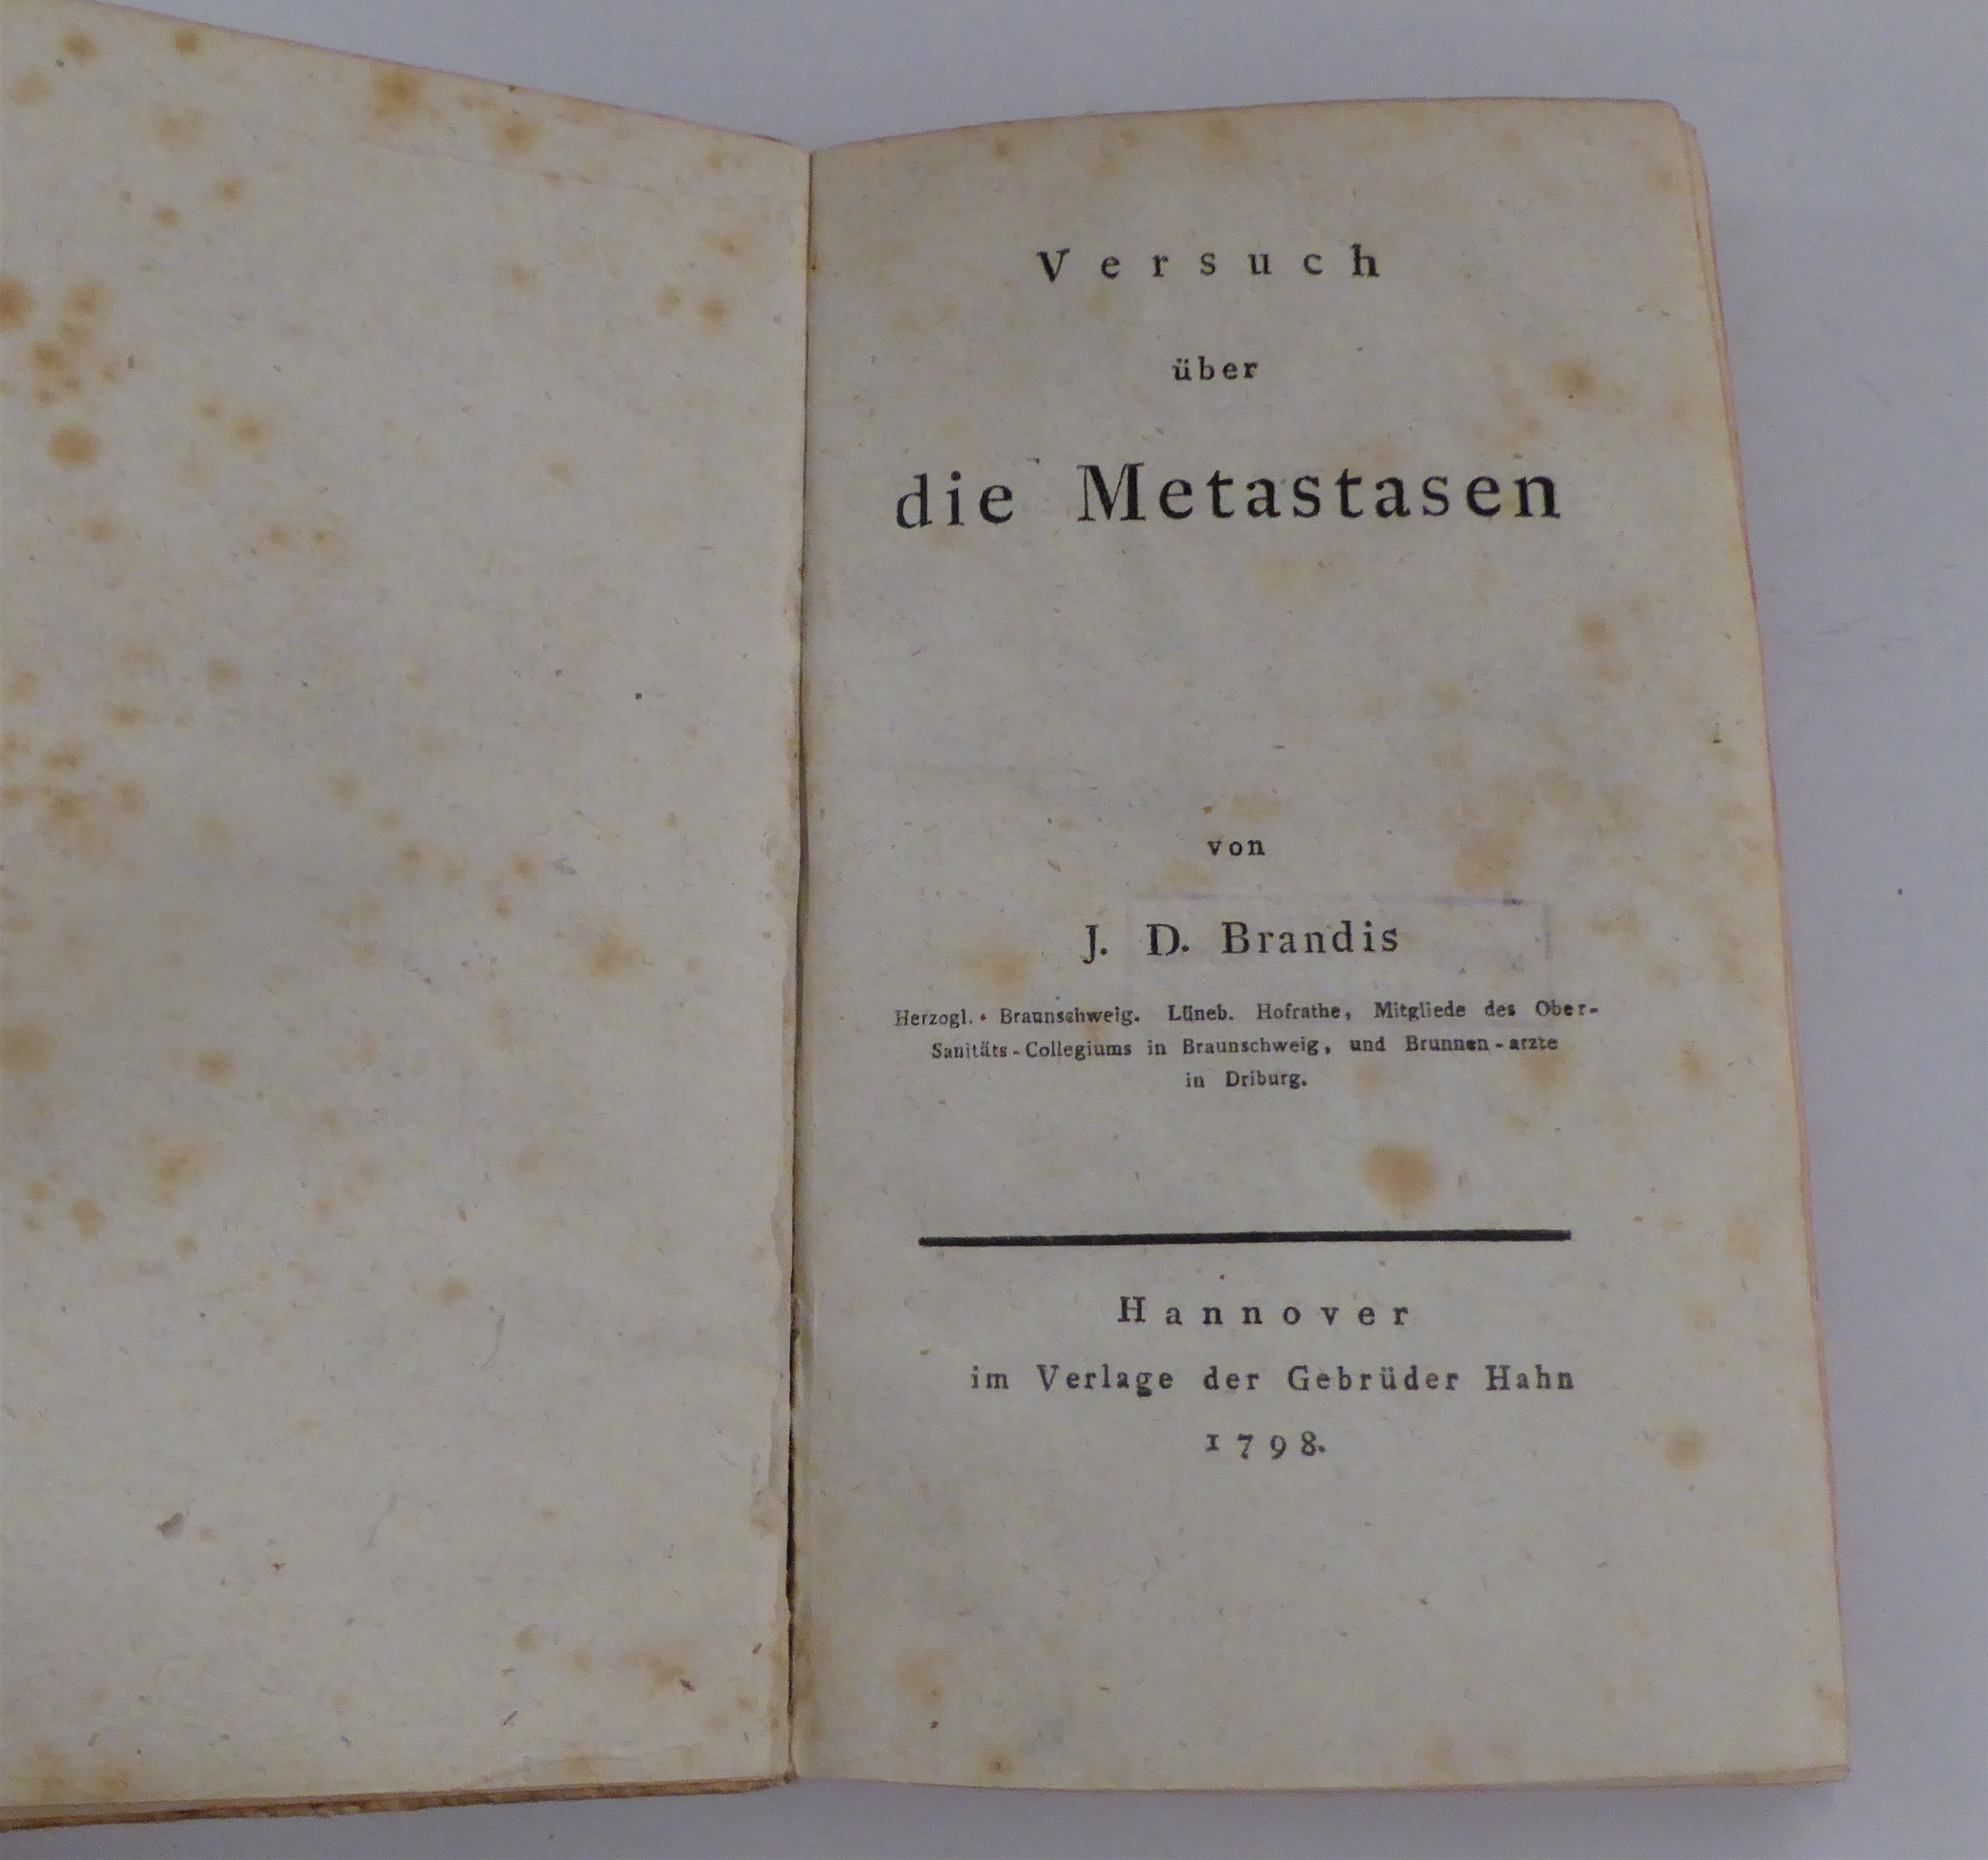 Versuch
über
die Metastasen
von
J. D. Brandis
Herzogl. Braunschweig. Lüneb. Hofrathe, Mitgliede des Ober-
Sanitäts-Collegiums in Braunschweig, und Brunnen-arzte
in Driburg.
Hannover
im Verlage der Gebrüder Hahn
1798.